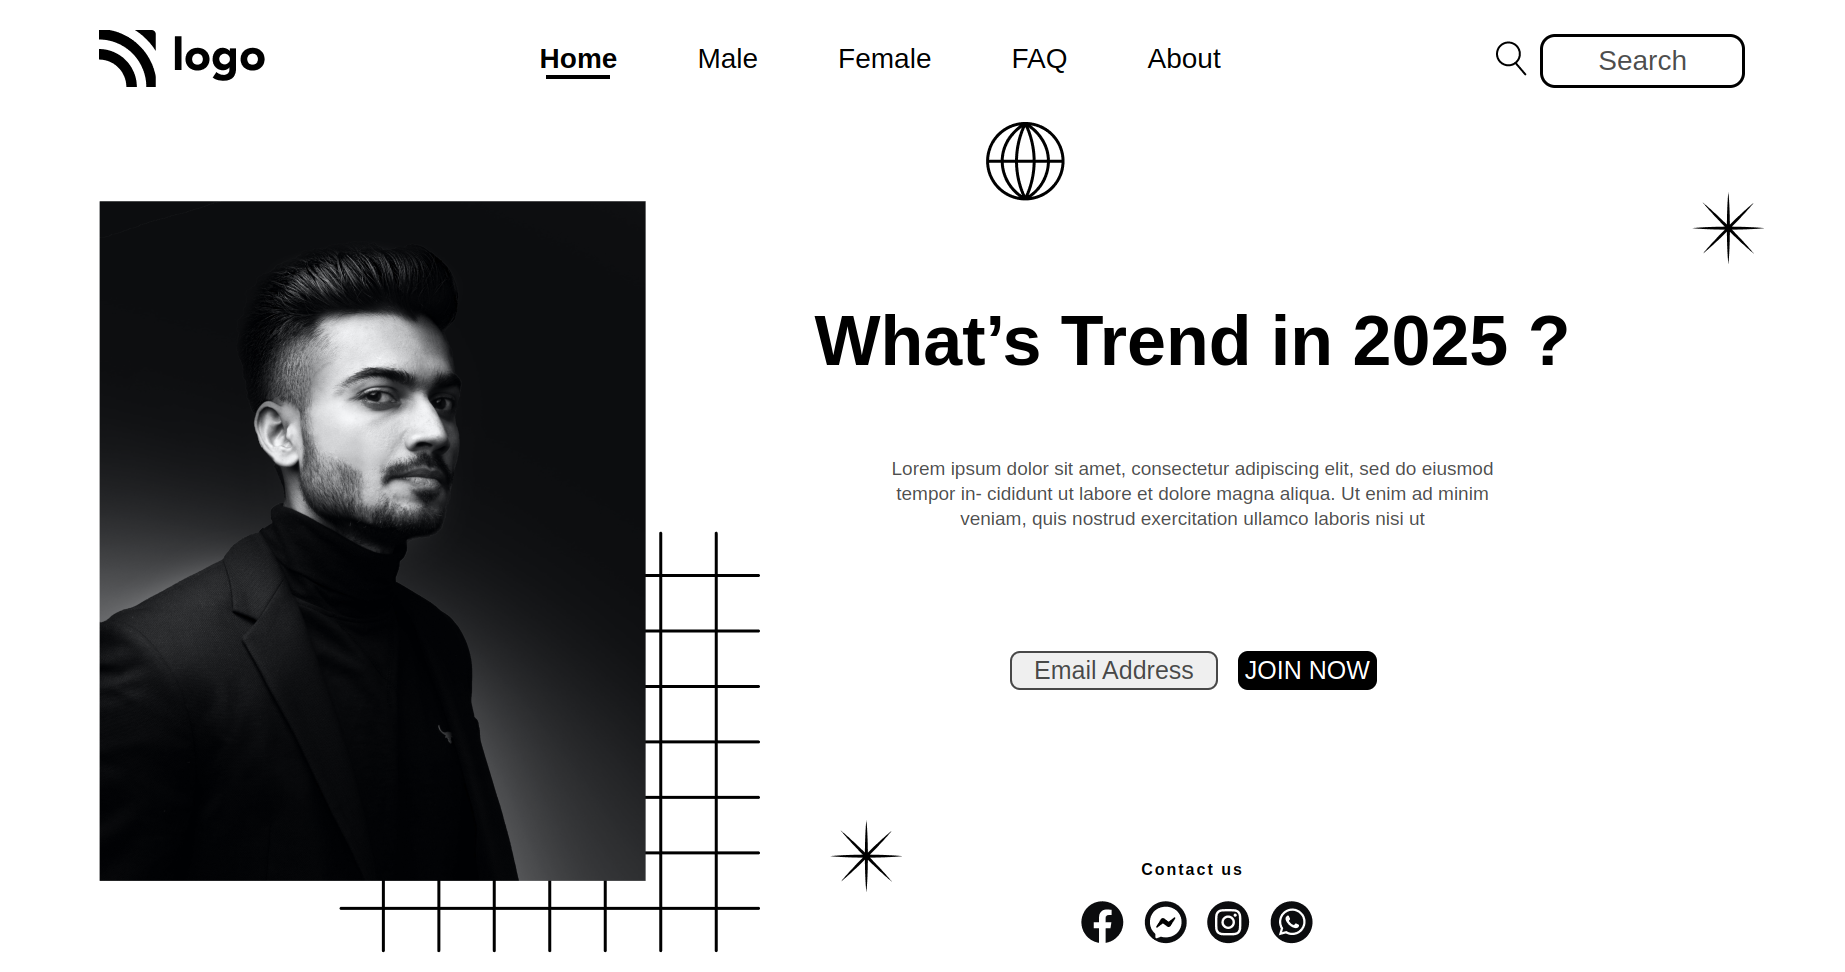 logo
Home
Male
Female
FAQ
About
Search
What’s Trend in 2025 ?
Lorem ipsum dolor sit amet, consectetur adipiscing elit, sed do eiusmod
tempor in- cididunt ut labore et dolore magna aliqua. Ut enim ad minim
veniam, quis nostrud exercitation ullamco laboris nisi ut
Email Address
JOIN NOW
Contact us